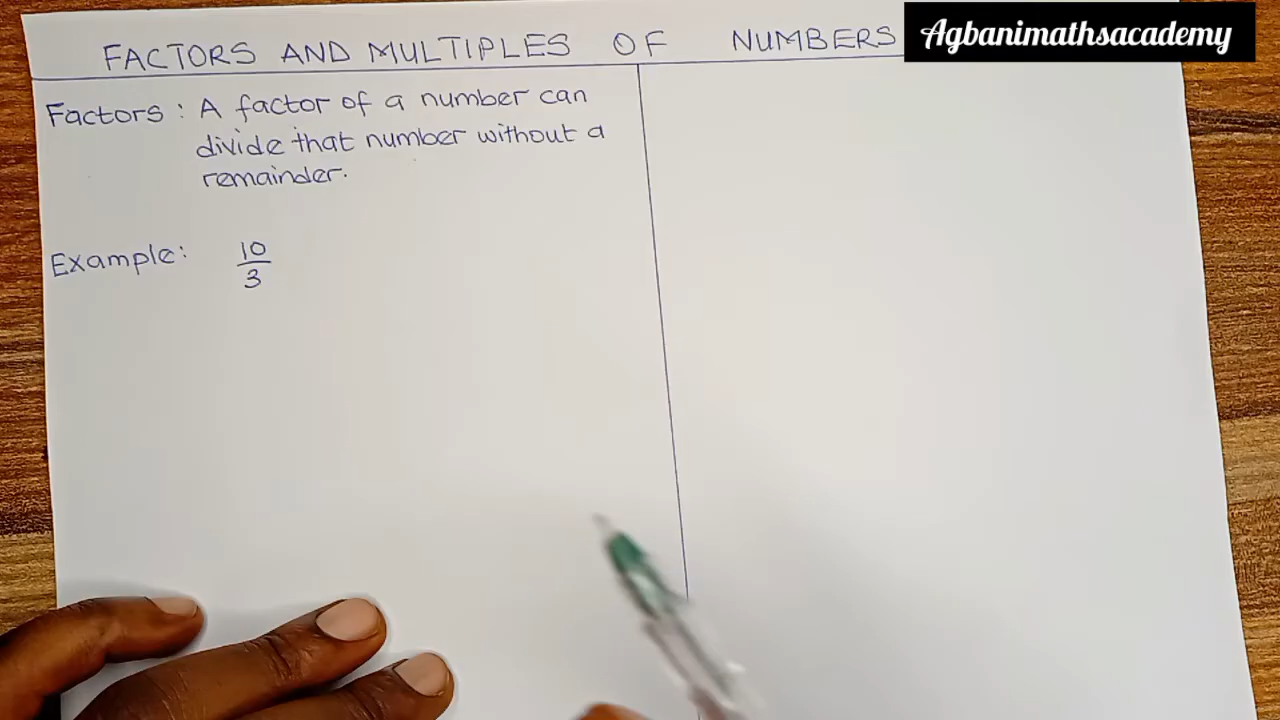 FACTORS AND MULTIPLES OF NUMBERS
Agbanimathsacademy
Factors: A factor of a number can
divide that number without a
remainder.
Example: 10
3